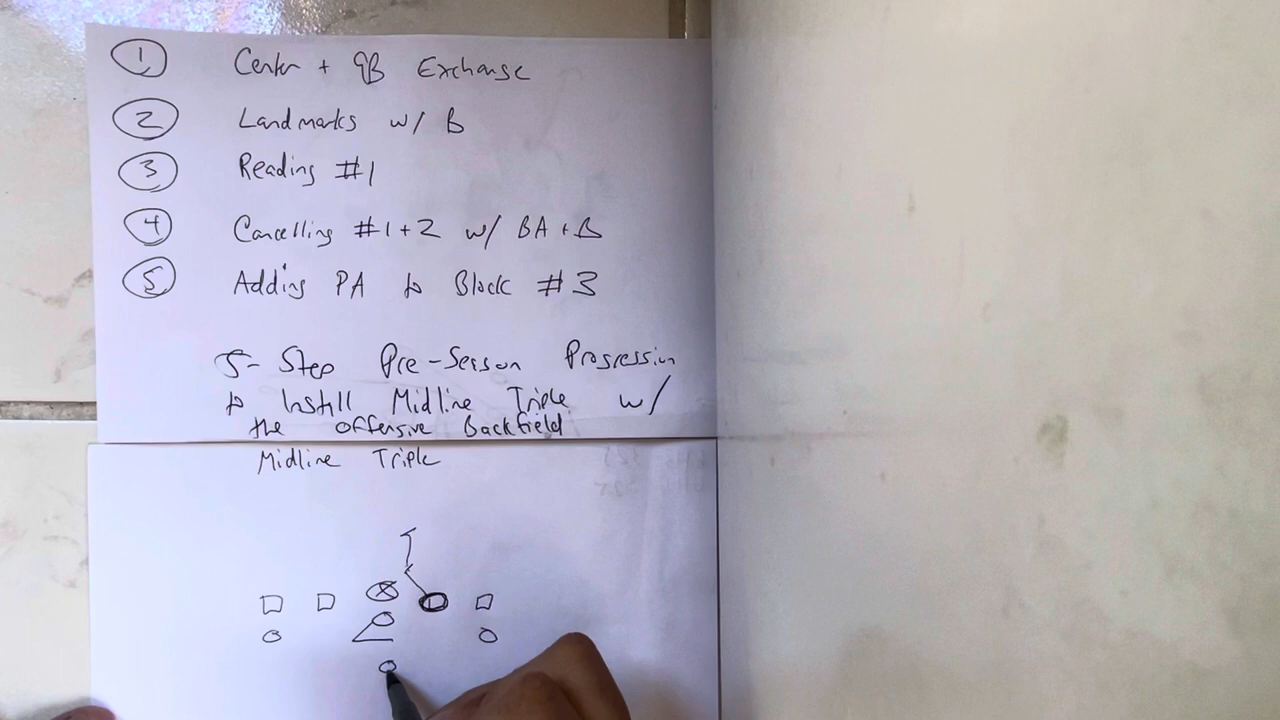 1 Center + QB Exchange
2 Landmarks w/ B
3 Reading #1
4 Cancelling #1+2 w/ BA + B
5 Adding PA to Block #3
5-Step Pre-Season Progression
to Install Midline Triple w/
the offensive Backfield
Midline Triple